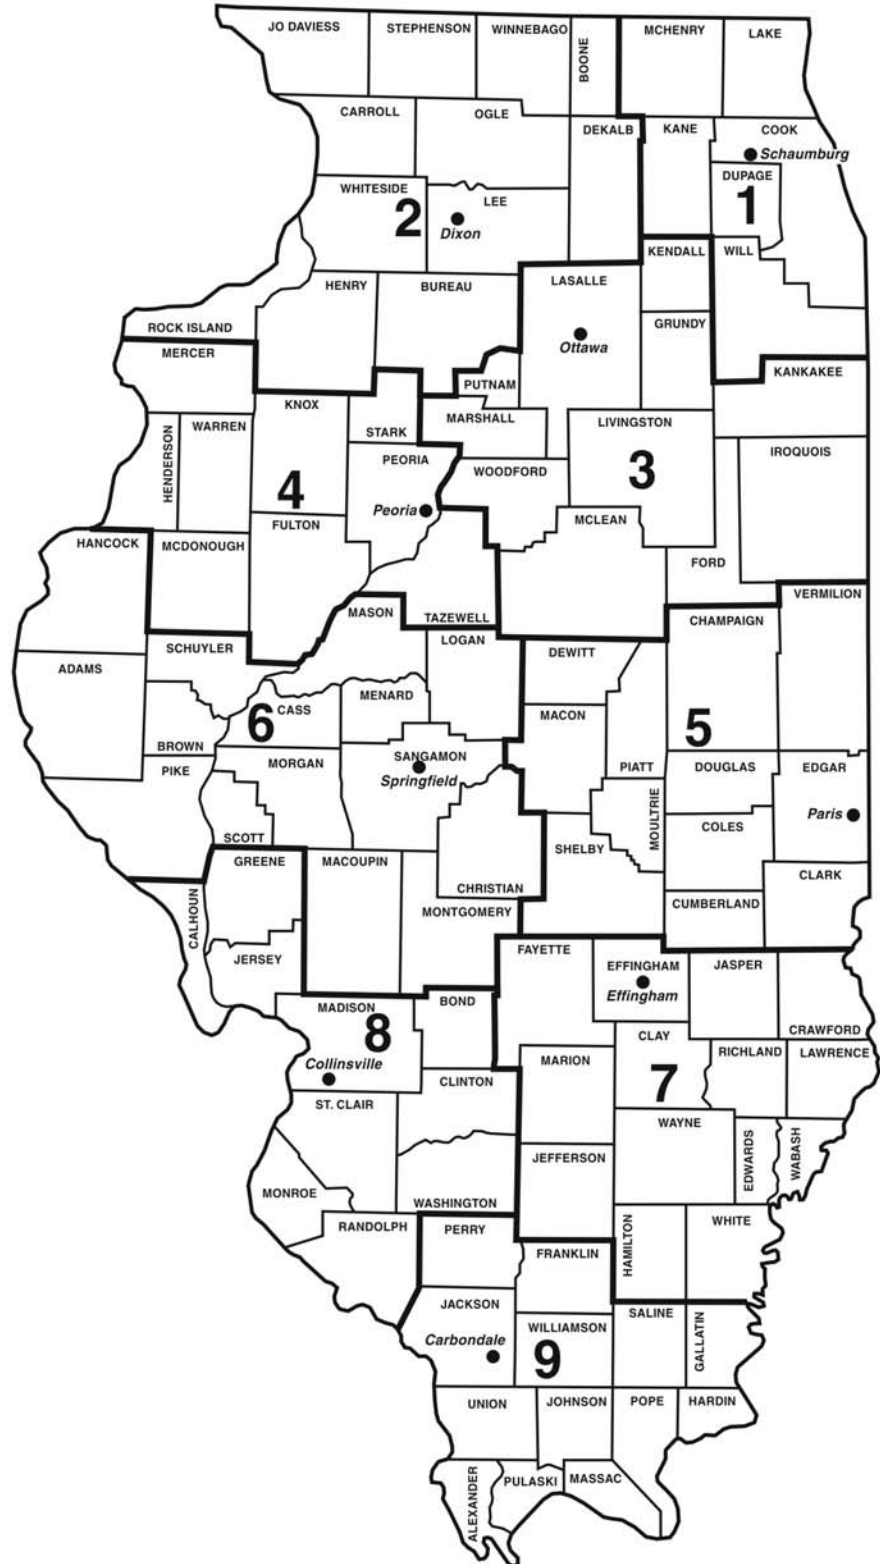 JO DAVIESS
STEPHENSON
WINNEBAGO
BOONE
MCHENRY
LAKE
CARROLL
OGLE
DEKALB
KANE
COOK
Schaumburg
DUPAGE
1
WHITESIDE
2
LEE
Dixon
KENDALL
WILL
HENRY
BUREAU
LASALLE
GRUNDY
ROCK ISLAND
Ottawa
MERCER
PUTNAM
KANKAKEE
KNOX
MARSHALL
LIVINGSTON
HENDERSON
WARREN
STARK
IROQUOIS
PEORIA
WOODFORD
3
4
Peoria
MCLEAN
FULTON
HANCOCK
MCDONOUGH
FORD
VERMILION
MASON
TAZEWELL
CHAMPAIGN
SCHUYLER
LOGAN
DEWITT
ADAMS
MENARD
CASS
6
MACON
5
BROWN
SANGAMON
Springfield
PIKE
MORGAN
PIATT
DOUGLAS
EDGAR
MOULTRIE
Paris
SCOTT
COLES
SHELBY
GREENE
MACOUPIN
CLARK
CHRISTIAN
CALHOUN
MONTGOMERY
CUMBERLAND
JERSEY
FAYETTE
EFFINGHAM
Effingham
JASPER
MADISON
BOND
8
CRAWFORD
CLAY
RICHLAND
LAWRENCE
Collinsville
MARION
CLINTON
7
ST. CLAIR
WAYNE
EDWARDS
WABASH
JEFFERSON
MONROE
WASHINGTON
RANDOLPH
PERRY
HAMILTON
WHITE
FRANKLIN
JACKSON
SALINE
GALLATIN
WILLIAMSON
Carbondale
9
UNION
JOHNSON
POPE
HARDIN
ALEXANDER
PULASKI
MASSAC